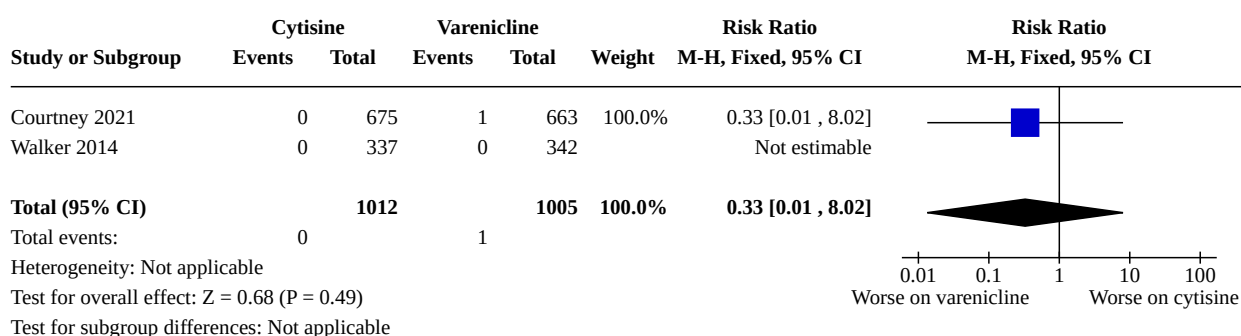 Cytisine Varenicline Risk Ratio Risk Ratio
Study or Subgroup Events Total Events Total Weight M-H, Fixed, 95% CI M-H, Fixed, 95% CI
Courtney 2021 0 675 1 663 100.0% 0.33 [0.01 , 8.02]
Walker 2014 0 337 0 342 Not estimable
Total (95% CI) 1012 1005 100.0% 0.33 [0.01 , 8.02]
Total events: 0 1
Heterogeneity: Not applicable
0.01 0.1 1 10 100
Test for overall effect: Z = 0.68 (P = 0.49)
Worse on varenicline Worse on cytisine
Test for subgroup differences: Not applicable